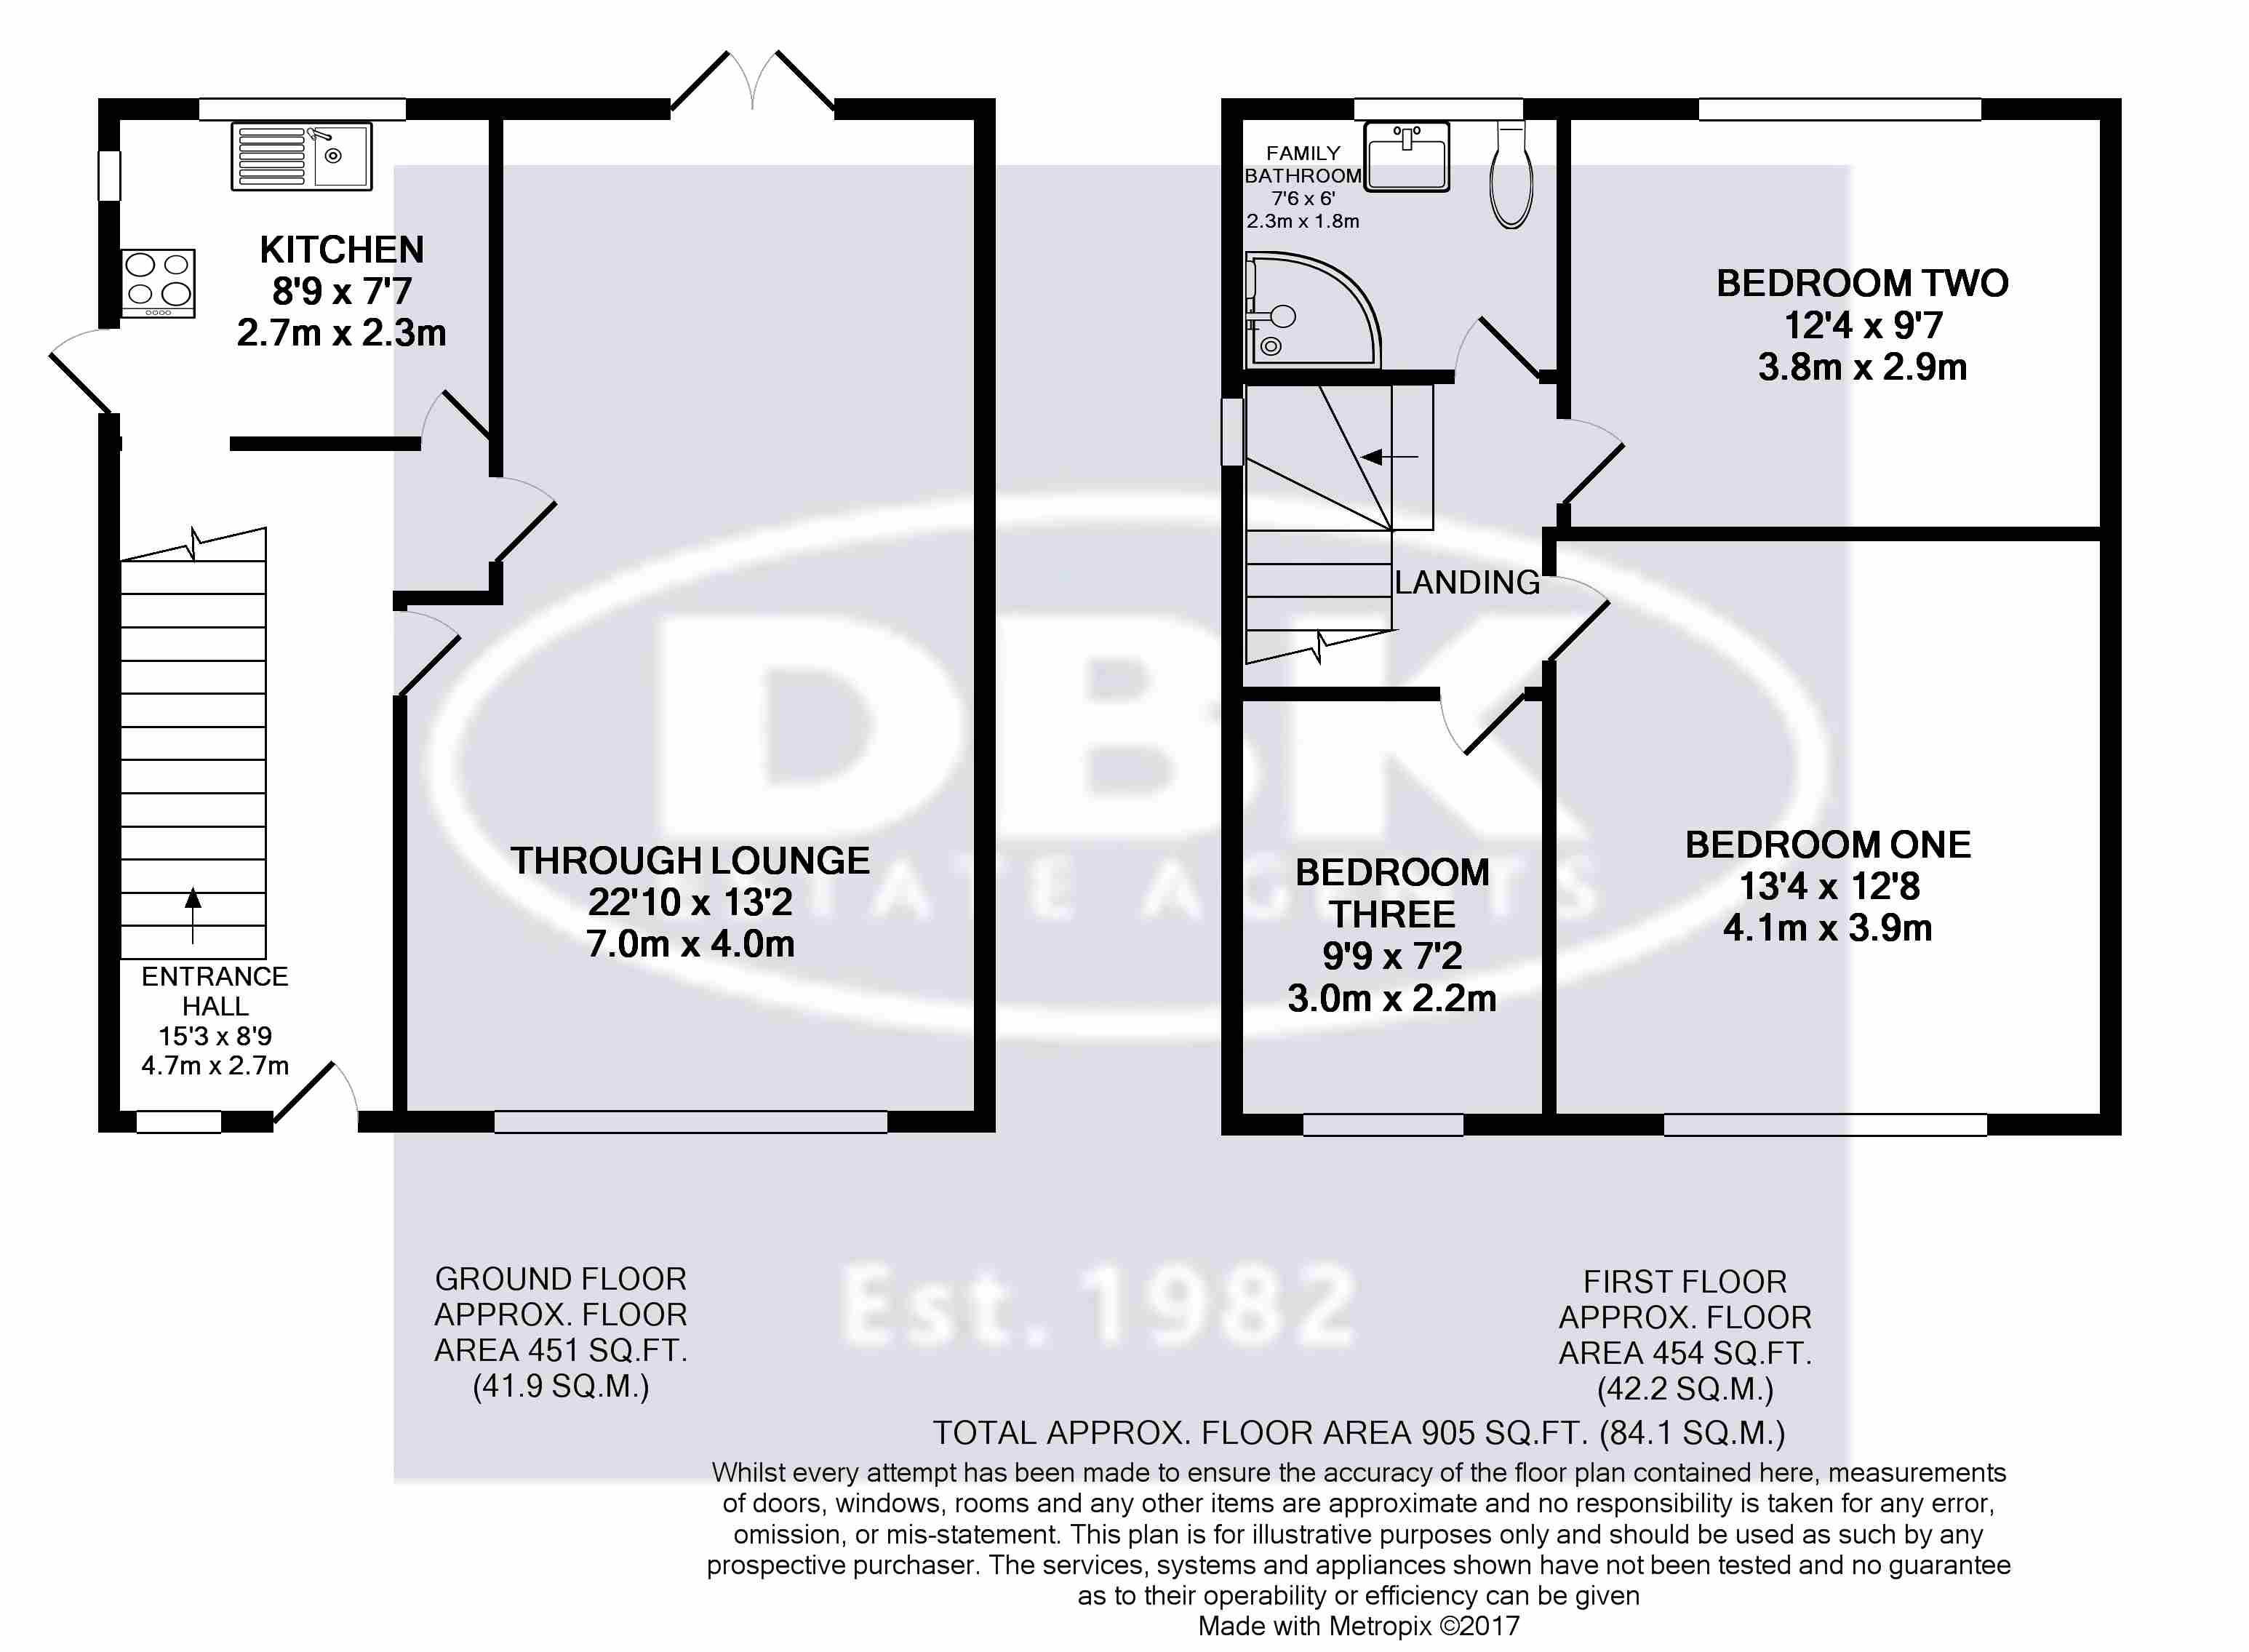 KITCHEN
8'9 x 7'7
2.7m x 2.3m
THROUGH LOUNGE
22'10 x 13'2
7.0m x 4.0m
ENTRANCE
HALL
15'3 x 8'9
4.7m x 2.7m
FAMILY
BATHROOM
7'6 x 6'
2.3m x 1.8m
BEDROOM TWO
12'4 x 9'7
3.8m x 2.9m
LANDING
BEDROOM ONE
13'4 x 12'8
4.1m x 3.9m
BEDROOM
THREE
9'9 x 7'2
3.0m x 2.2m
DBK
ESTATE AGENTS
Est. 1982
GROUND FLOOR
APPROX. FLOOR
AREA 451 SQ.FT.
(41.9 SQ.M.)
FIRST FLOOR
APPROX. FLOOR
AREA 454 SQ.FT.
(42.2 SQ.M.)
TOTAL APPROX. FLOOR AREA 905 SQ.FT. (84.1 SQ.M.)
Whilst every attempt has been made to ensure the accuracy of the floor plan contained here, measurements
of doors, windows, rooms and any other items are approximate and no responsibility is taken for any error,
omission, or mis-statement. This plan is for illustrative purposes only and should be used as such by any
prospective purchaser. The services, systems and appliances shown have not been tested and no guarantee
as to their operability or efficiency can be given
Made with Metropix ©2017